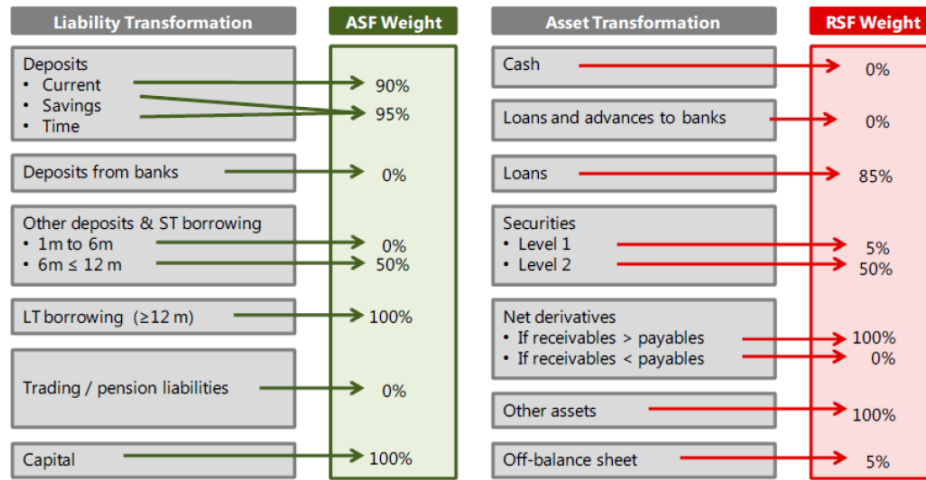 Liability Transformation
ASF Weight
Deposits
• Current
90%
• Savings
95%
• Time
Deposits from banks
0%
Other deposits & ST borrowing
• 1m to 6m
0%
• 6m ≤ 12 m
50%
LT borrowing (≥12 m)
100%
Trading / pension liabilities
0%
Capital
100%
Asset Transformation
RSF Weight
Cash
0%
Loans and advances to banks
0%
Loans
85%
Securities
• Level 1
5%
• Level 2
50%
Net derivatives
• If receivables > payables
100%
• If receivables < payables
0%
Other assets
100%
Off-balance sheet
5%